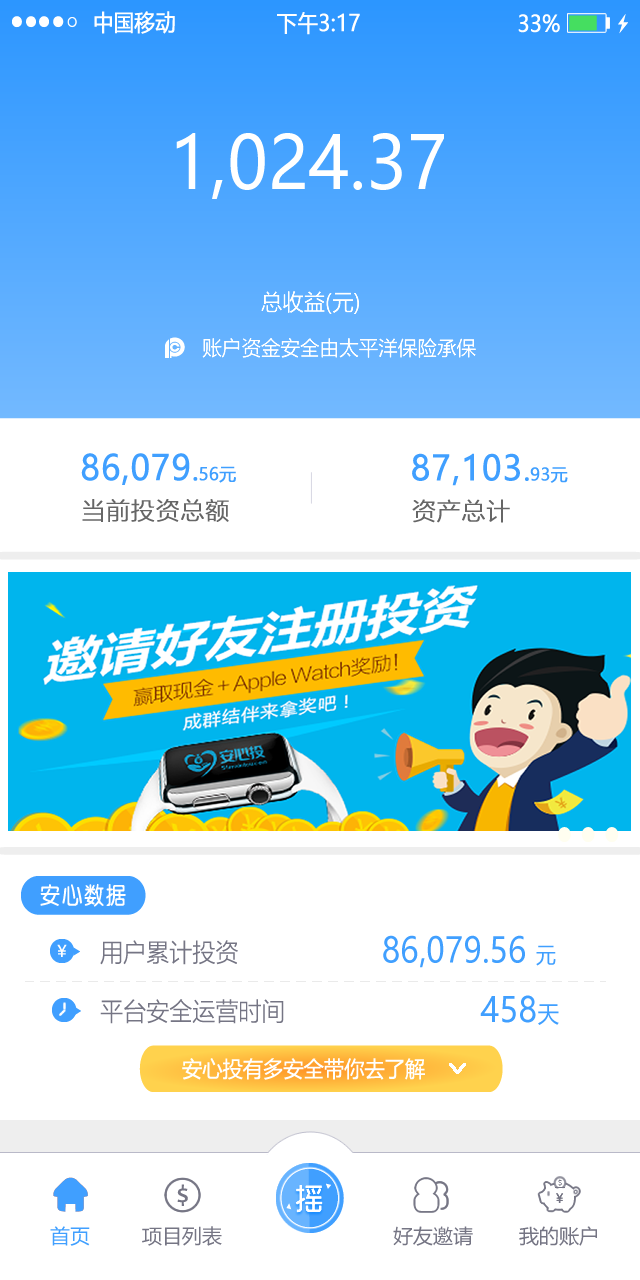 中国移动 下午3:17 33%
1,024.37
总收益(元)
账户资金安全由太平洋保险承保
86,079.56元 87,103.93元
当前投资总额 资产总计
邀请好友注册投资
赢取现金+Apple Watch奖励!
成群结伴来拿奖吧!
安心投
安心数据
¥ 用户累计投资 86,079.56 元
平台安全运营时间 458天
安心投有多安全带你去了解
摇
首页 项目列表 好友邀请 我的账户